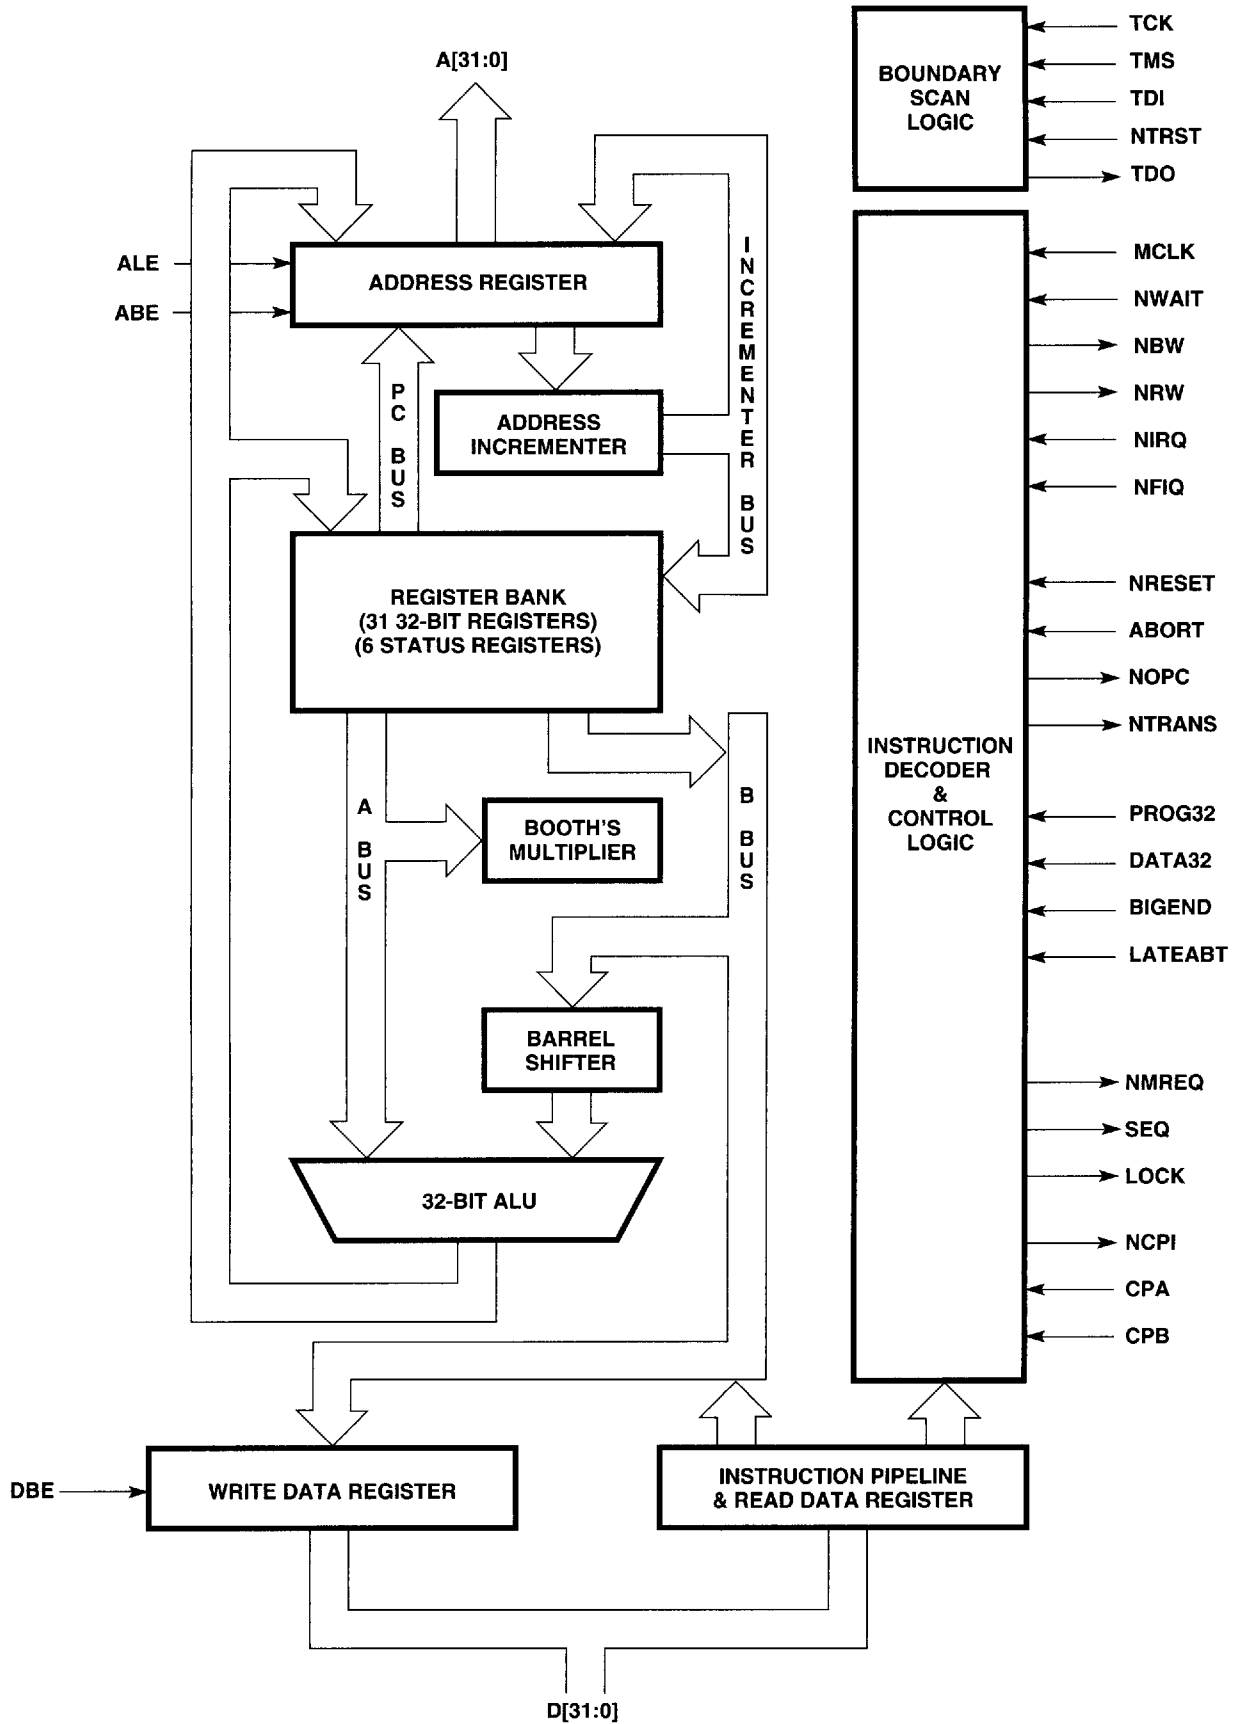 A[31:0]
TCK
TMS
TDI
NTRST
TDO
BOUNDARY
SCAN
LOGIC
ALE
ABE
ADDRESS REGISTER
INCREMENTER BUS
PC BUS
ADDRESS
INCREMENTER
REGISTER BANK
(31 32-BIT REGISTERS)
(6 STATUS REGISTERS)
A BUS
B BUS
BOOTH'S
MULTIPLIER
BARREL
SHIFTER
32-BIT ALU
INSTRUCTION
DECODER
&
CONTROL
LOGIC
MCLK
NWAIT
NBW
NRW
NIRQ
NFIQ
NRESET
ABORT
NOPC
NTRANS
PROG32
DATA32
BIGEND
LATEABT
NMREQ
SEQ
LOCK
NCPI
CPA
CPB
DBE
WRITE DATA REGISTER
INSTRUCTION PIPELINE
& READ DATA REGISTER
D[31:0]